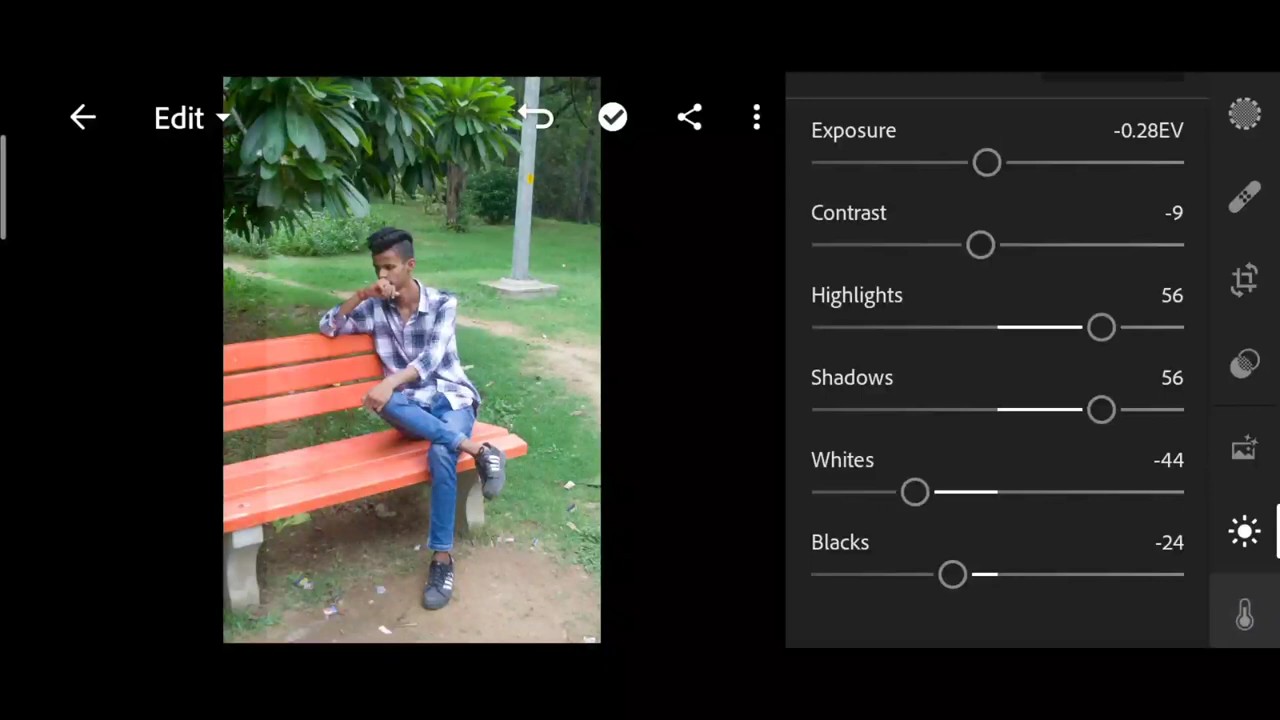 Edit
Exposure -0.28EV
Contrast -9
Highlights 56
Shadows 56
Whites -44
Blacks -24